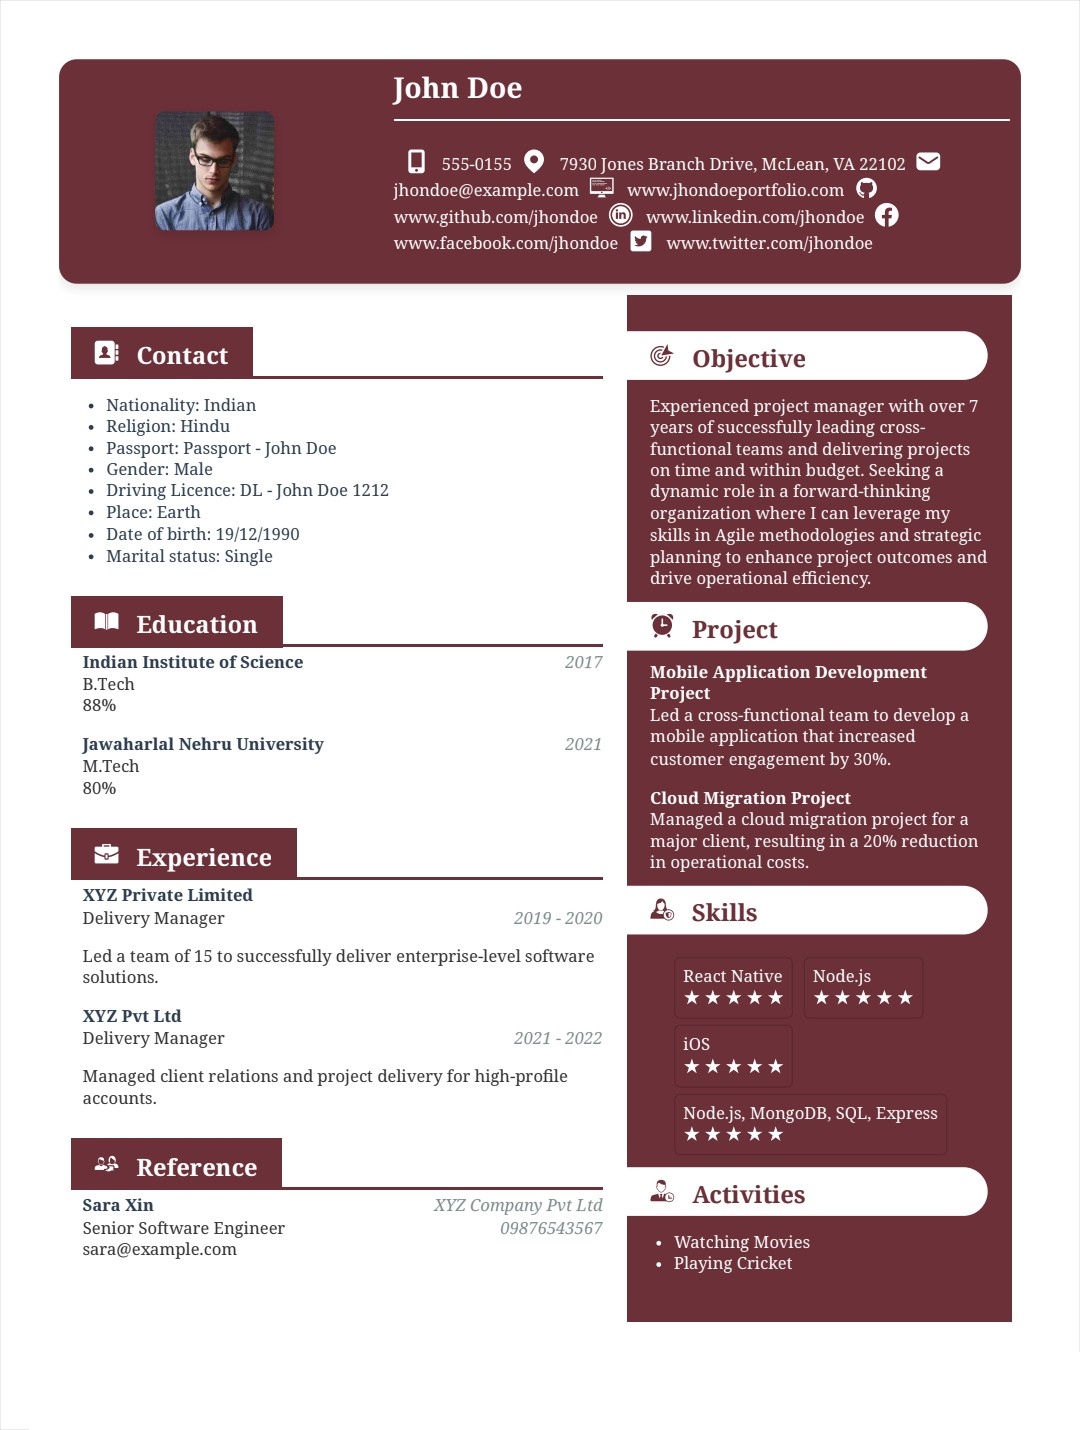 John Doe
555-0155 7930 Jones Branch Drive, McLean, VA 22102
jhondoe@example.com www.jhondoeportfolio.com
www.github.com/jhondoe www.linkedin.com/jhondoe
www.facebook.com/jhondoe www.twitter.com/jhondoe
Contact
• Nationality: Indian
• Religion: Hindu
• Passport: Passport - John Doe
• Gender: Male
• Driving Licence: DL - John Doe 1212
• Place: Earth
• Date of birth: 19/12/1990
• Marital status: Single
Education
Indian Institute of Science 2017
B.Tech
88%
Jawaharlal Nehru University 2021
M.Tech
80%
Experience
XYZ Private Limited
Delivery Manager 2019 - 2020
Led a team of 15 to successfully deliver enterprise-level software
solutions.
XYZ Pvt Ltd
Delivery Manager 2021 - 2022
Managed client relations and project delivery for high-profile
accounts.
Reference
Sara Xin XYZ Company Pvt Ltd
Senior Software Engineer 09876543567
sara@example.com
Objective
Experienced project manager with over 7
years of successfully leading cross-
functional teams and delivering projects
on time and within budget. Seeking a
dynamic role in a forward-thinking
organization where I can leverage my
skills in Agile methodologies and strategic
planning to enhance project outcomes and
drive operational efficiency.
Project
Mobile Application Development
Project
Led a cross-functional team to develop a
mobile application that increased
customer engagement by 30%.
Cloud Migration Project
Managed a cloud migration project for a
major client, resulting in a 20% reduction
in operational costs.
Skills
React Native Node.js
★★★★★ ★★★★★
iOS
★★★★★
Node.js, MongoDB, SQL, Express
★★★★★
Activities
• Watching Movies
• Playing Cricket